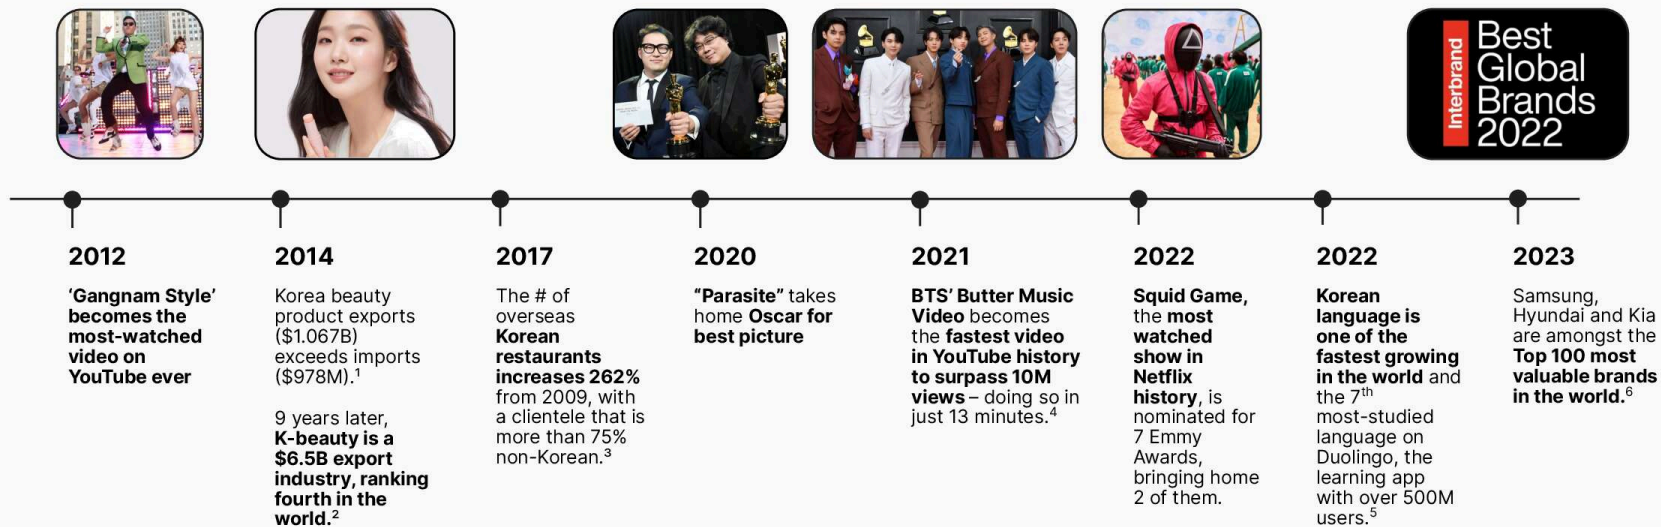 Interbrand
Best
Global
Brands
2022
2012
‘Gangnam Style’
becomes the
most-watched
video on
YouTube ever
2014
Korea beauty
product exports
($1.067B)
exceeds imports
($978M).¹
9 years later,
K-beauty is a
$6.5B export
industry, ranking
fourth in the
world.²
2017
The # of
overseas
Korean
restaurants
increases 262%
from 2009, with
a clientele that is
more than 75%
non-Korean.³
2020
“Parasite” takes
home Oscar for
best picture
2021
BTS’ Butter Music
Video becomes
the fastest video
in YouTube history
to surpass 10M
views – doing so in
just 13 minutes.⁴
2022
Squid Game,
the most
watched
show in
Netflix
history, is
nominated for
7 Emmy
Awards,
bringing home
2 of them.
2022
Korean
language is
one of the
fastest growing
in the world and
the 7th
most-studied
language on
Duolingo, the
learning app
with over 500M
users.⁵
2023
Samsung,
Hyundai and Kia
are amongst the
Top 100 most
valuable brands
in the world.⁶